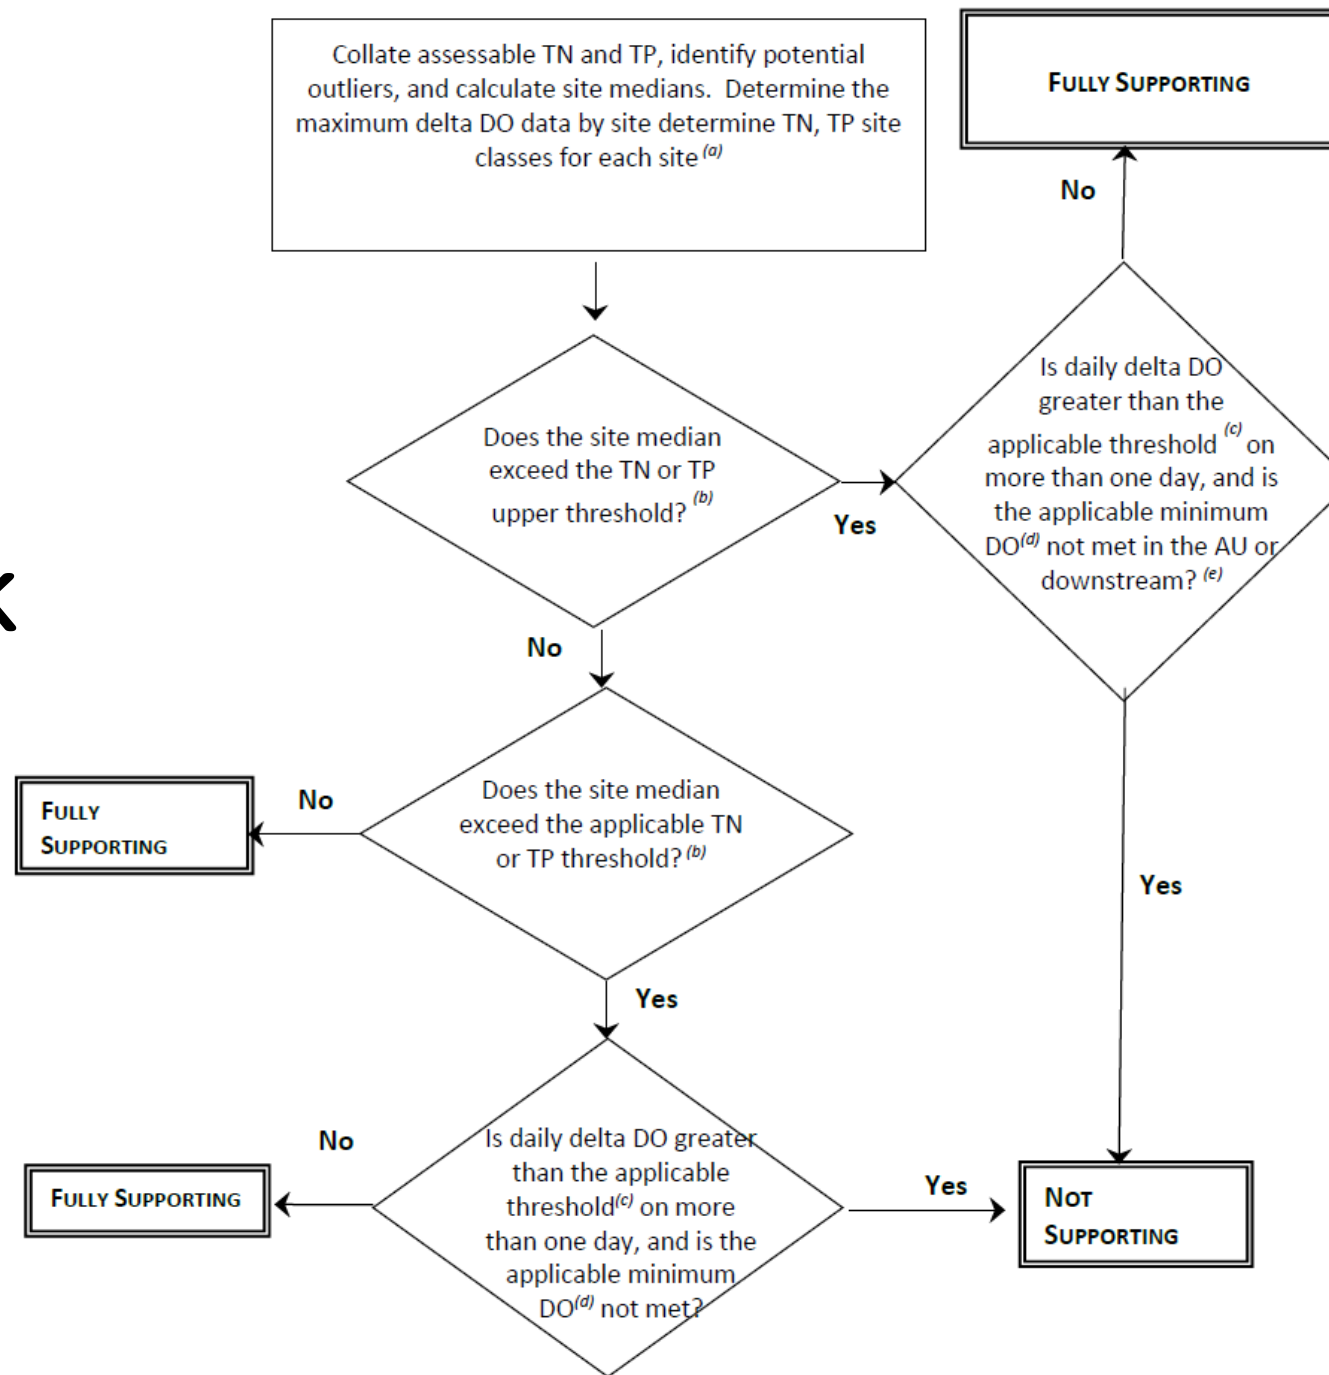 Collate assessable TN and TP, identify potential
outliers, and calculate site medians.  Determine the
maximum delta DO data by site determine TN, TP site
classes for each site (a)
FULLY SUPPORTING
No
Does the site median
exceed the TN or TP
upper threshold? (b)
Yes
Is daily delta DO
greater than the
applicable threshold (c) on
more than one day, and is
the applicable minimum
DO(d) not met in the AU or
downstream? (e)
No
Does the site median
exceed the applicable TN
or TP threshold? (b)
No
FULLY
SUPPORTING
Yes
Yes
Is daily delta DO greater
than the applicable
threshold(c) on more
than one day, and is the
applicable minimum
DO(d) not met?
No
FULLY SUPPORTING
Yes
NOT
SUPPORTING